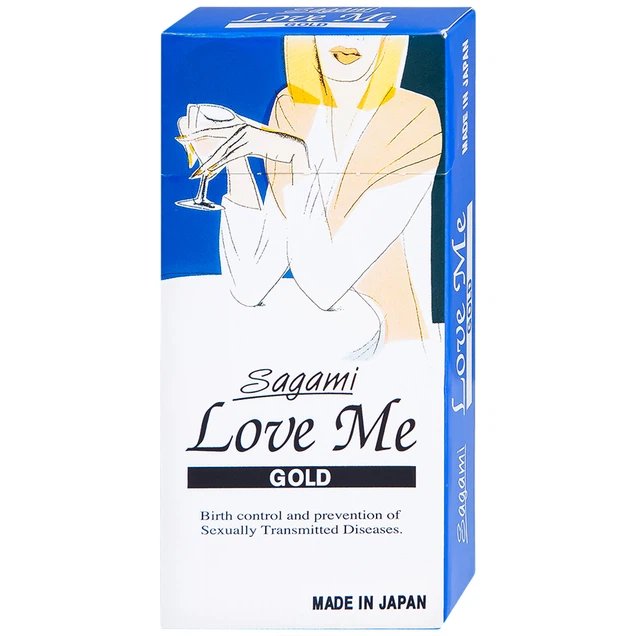 Sagami
Love Me
GOLD
Birth control and prevention of
Sexually Transmitted Diseases.
MADE IN JAPAN
Sagami
Love Me
GOLD
MADE IN JAPAN